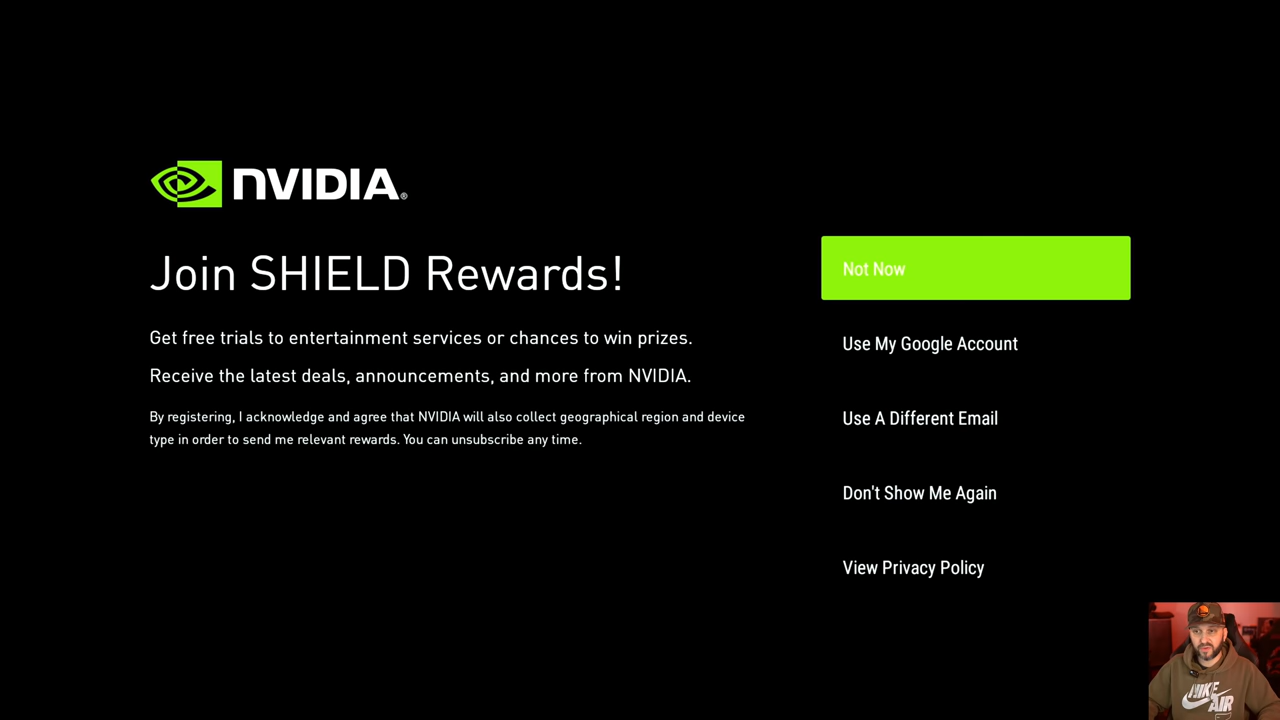 NVIDIA®
Join SHIELD Rewards!
Get free trials to entertainment services or chances to win prizes.
Receive the latest deals, announcements, and more from NVIDIA.
By registering, I acknowledge and agree that NVIDIA will also collect geographical region and device
type in order to send me relevant rewards. You can unsubscribe any time.
Not Now
Use My Google Account
Use A Different Email
Don't Show Me Again
View Privacy Policy
NIKE
AIR